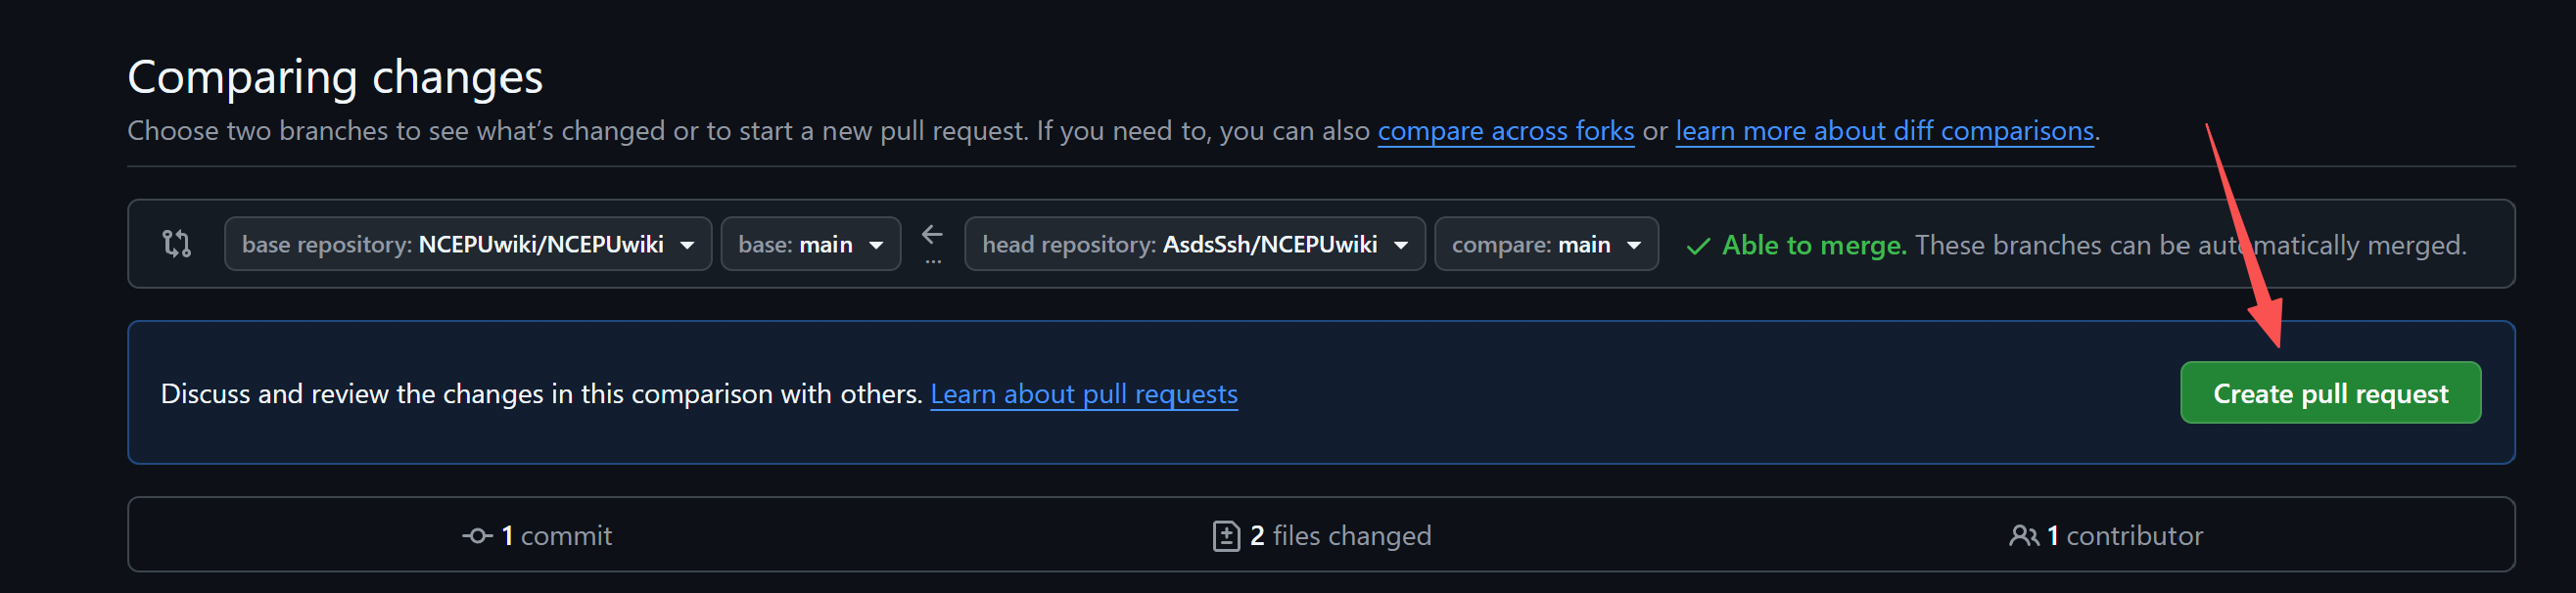 Comparing changes
Choose two branches to see what’s changed or to start a new pull request. If you need to, you can also compare across forks or learn more about diff comparisons.
base repository: NCEPUwiki/NCEPUwiki base: main ... head repository: AsdsSsh/NCEPUwiki compare: main Able to merge. These branches can be automatically merged.
Discuss and review the changes in this comparison with others. Learn about pull requests Create pull request
1 commit 2 files changed 1 contributor